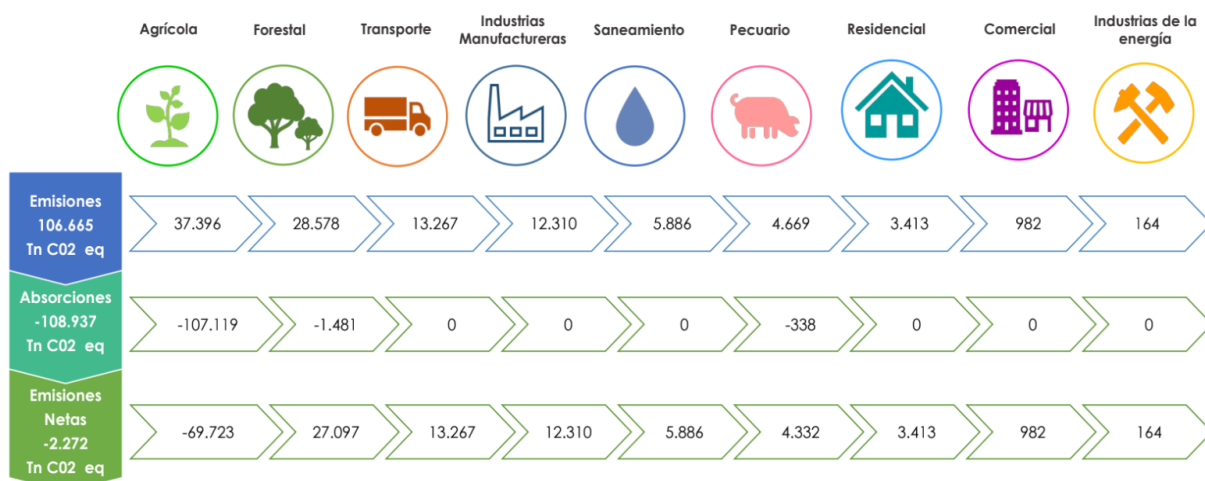 Agrícola
Forestal
Transporte
Industrias
Manufactureras
Saneamiento
Pecuario
Residencial
Comercial
Industrias de la
energía
Emisiones
106.665
Tn C02 eq
37.396
28.578
13.267
12.310
5.886
4.669
3.413
982
164
Absorciones
-108.937
Tn C02 eq
-107.119
-1.481
0
0
0
-338
0
0
0
Emisiones
Netas
-2.272
Tn C02 eq
-69.723
27.097
13.267
12.310
5.886
4.332
3.413
982
164